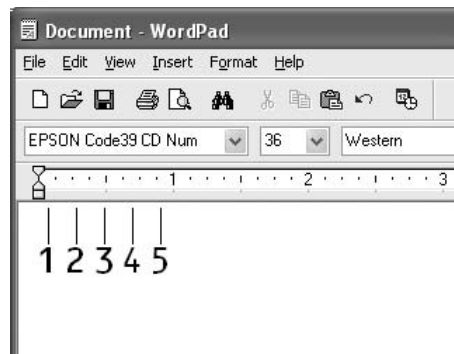 Document - WordPad
File Edit View Insert Format Help
EPSON Code39 CD Num 36 Western
1 2 3
1 2 3 4 5